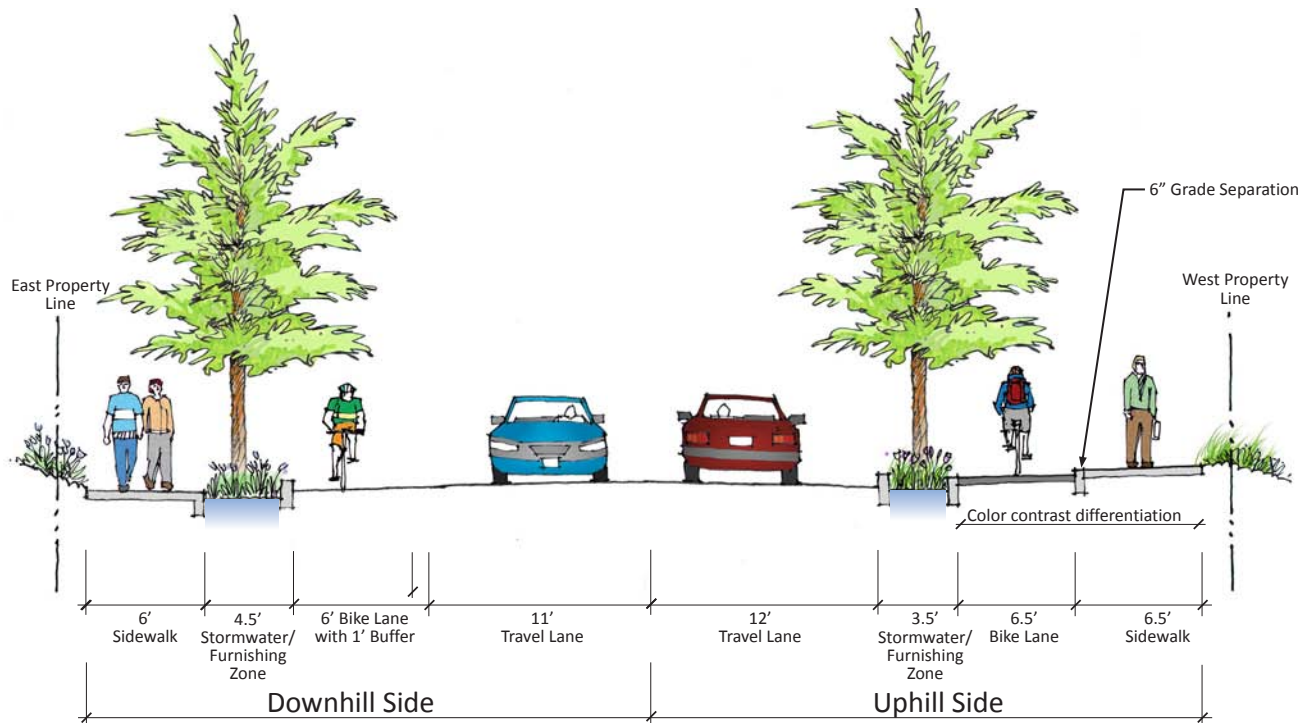 6” Grade Separation
East Property
Line
West Property
Line
Color contrast differentiation
6’
Sidewalk
4.5’
Stormwater/
Furnishing
Zone
6’ Bike Lane
with 1’ Buffer
11’
Travel Lane
12’
Travel Lane
3.5’
Stormwater/
Furnishing
Zone
6.5’
Bike Lane
6.5’
Sidewalk
Downhill Side
Uphill Side